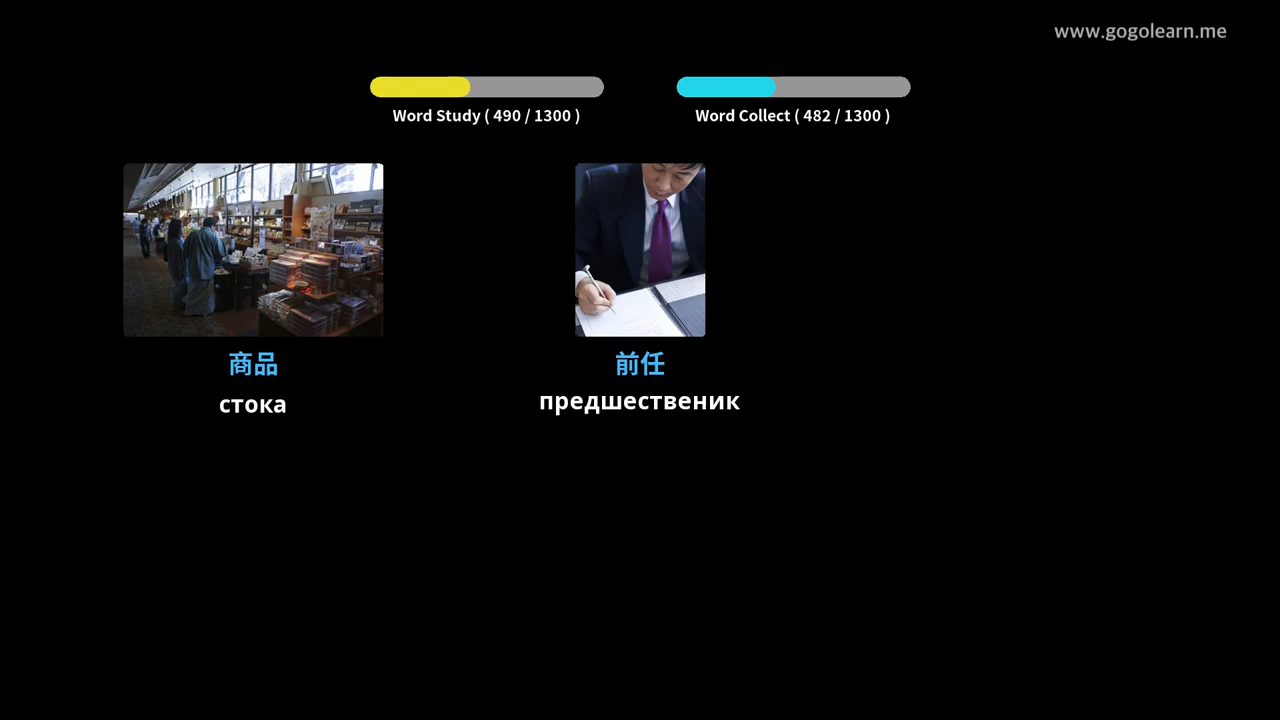 www.gogolearn.me
Word Study ( 490 / 1300 )
Word Collect ( 482 / 1300 )
商品
стока
前任
предшественик